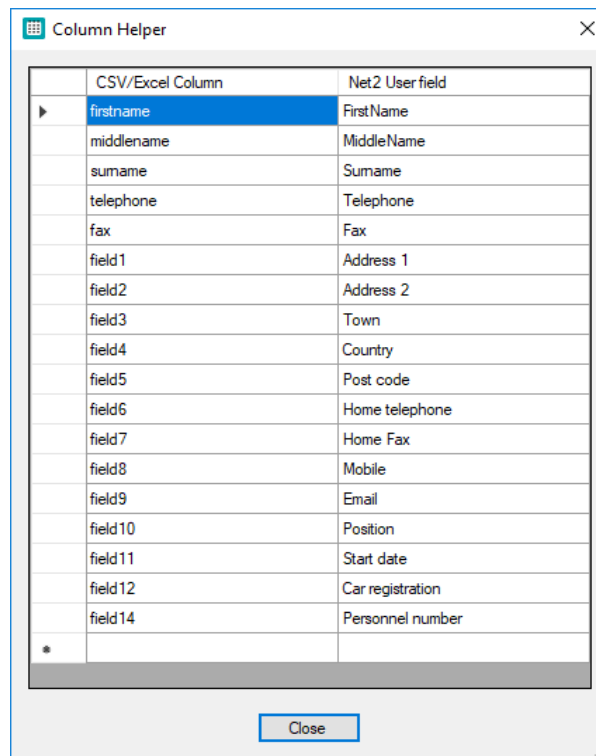 Column Helper
CSV/Excel Column Net2 User field
firstname FirstName
middlename MiddleName
surname Surname
telephone Telephone
fax Fax
field1 Address 1
field2 Address 2
field3 Town
field4 Country
field5 Post code
field6 Home telephone
field7 Home Fax
field8 Mobile
field9 Email
field10 Position
field11 Start date
field12 Car registration
field14 Personnel number
Close